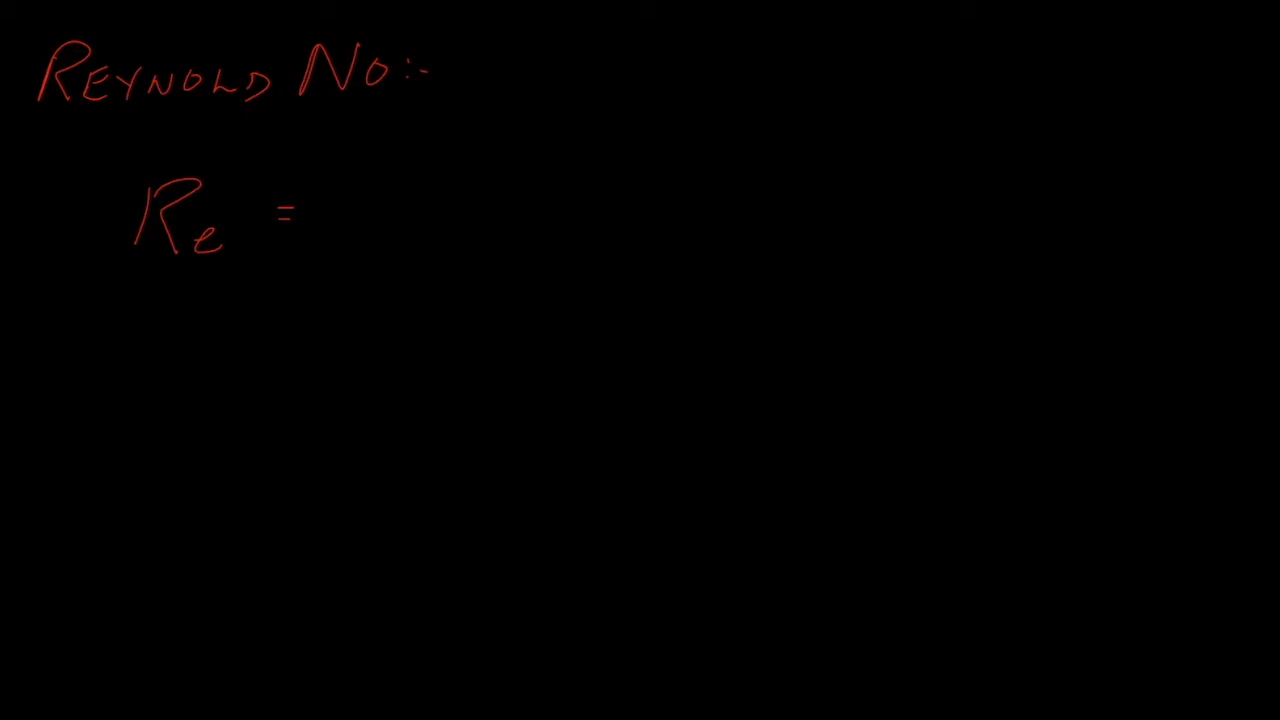 REYNOLD NO:-
Re =